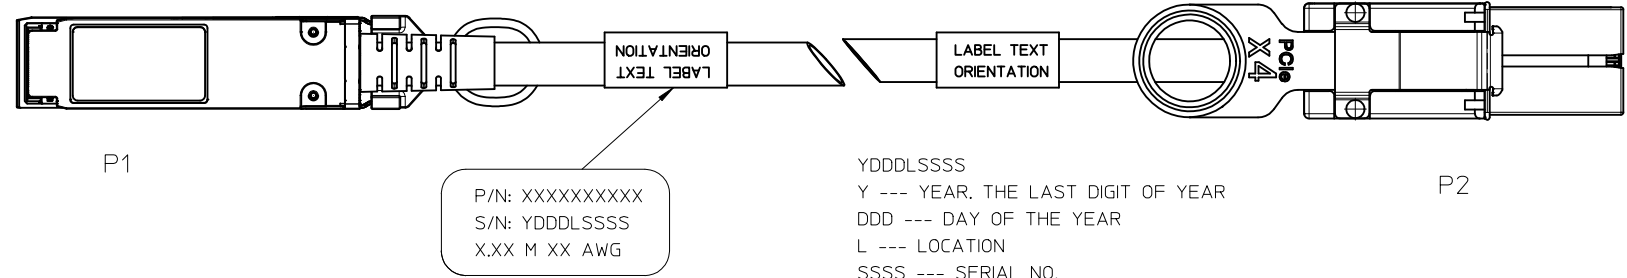 LABEL TEXT
ORIENTATION
LABEL TEXT
ORIENTATION
PCIe
X4
P1
P/N: XXXXXXXXXX
S/N: YDDDLSSSS
X.XX M XX AWG
YDDDLSSSS
Y --- YEAR. THE LAST DIGIT OF YEAR
DDD --- DAY OF THE YEAR
L --- LOCATION
SSSS --- SERIAL NO.
P2